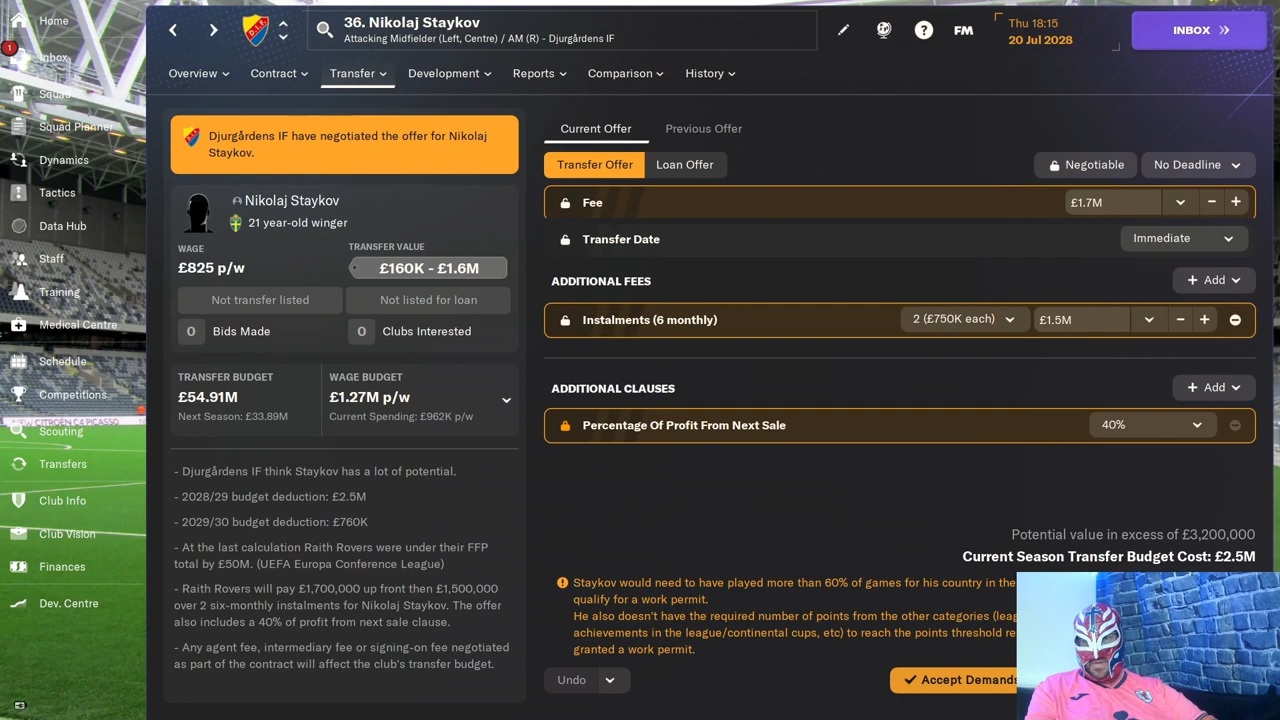 Home
1
Inbox
Squad
Squad Planner
Dynamics
Tactics
Data Hub
Staff
Training
Medical Centre
Schedule
Competitions
Scouting
Transfers
Club Info
Club Vision
Finances
Dev. Centre
36. Nikolaj Staykov
Attacking Midfielder (Left, Centre) / AM (R) - Djurgårdens IF
FM
Thu 18:15
20 Jul 2028
INBOX
Overview Contract Transfer Development Reports Comparison History
Djurgårdens IF have negotiated the offer for Nikolaj
Staykov.
Nikolaj Staykov
21 year-old winger
WAGE TRANSFER VALUE
£825 p/w £160K - £1.6M
Not transfer listed Not listed for loan
0 Bids Made 0 Clubs Interested
TRANSFER BUDGET WAGE BUDGET
£54.91M £1.27M p/w
Next Season: £33.89M Current Spending: £962K p/w
- Djurgårdens IF think Staykov has a lot of potential.
- 2028/29 budget deduction: £2.5M
- 2029/30 budget deduction: £760K
- At the last calculation Raith Rovers were under their FFP
total by £50M. (UEFA Europa Conference League)
- Raith Rovers will pay £1,700,000 up front then £1,500,000
over 2 six-monthly instalments for Nikolaj Staykov. The offer
also includes a 40% of profit from next sale clause.
- Any agent fee, intermediary fee or signing-on fee negotiated
as part of the contract will affect the club's transfer budget.
Current Offer Previous Offer
Transfer Offer Loan Offer Negotiable No Deadline
Fee £1.7M
Transfer Date Immediate
ADDITIONAL FEES + Add
Instalments (6 monthly) 2 (£750K each) £1.5M
ADDITIONAL CLAUSES + Add
Percentage Of Profit From Next Sale 40%
Potential value in excess of £3,200,000
Current Season Transfer Budget Cost: £2.5M
Staykov would need to have played more than 60% of games for his country in the
qualify for a work permit.
He also doesn't have the required number of points from the other categories (leag
achievements in the league/continental cups, etc) to reach the points threshold re
granted a work permit.
Undo Accept Demands